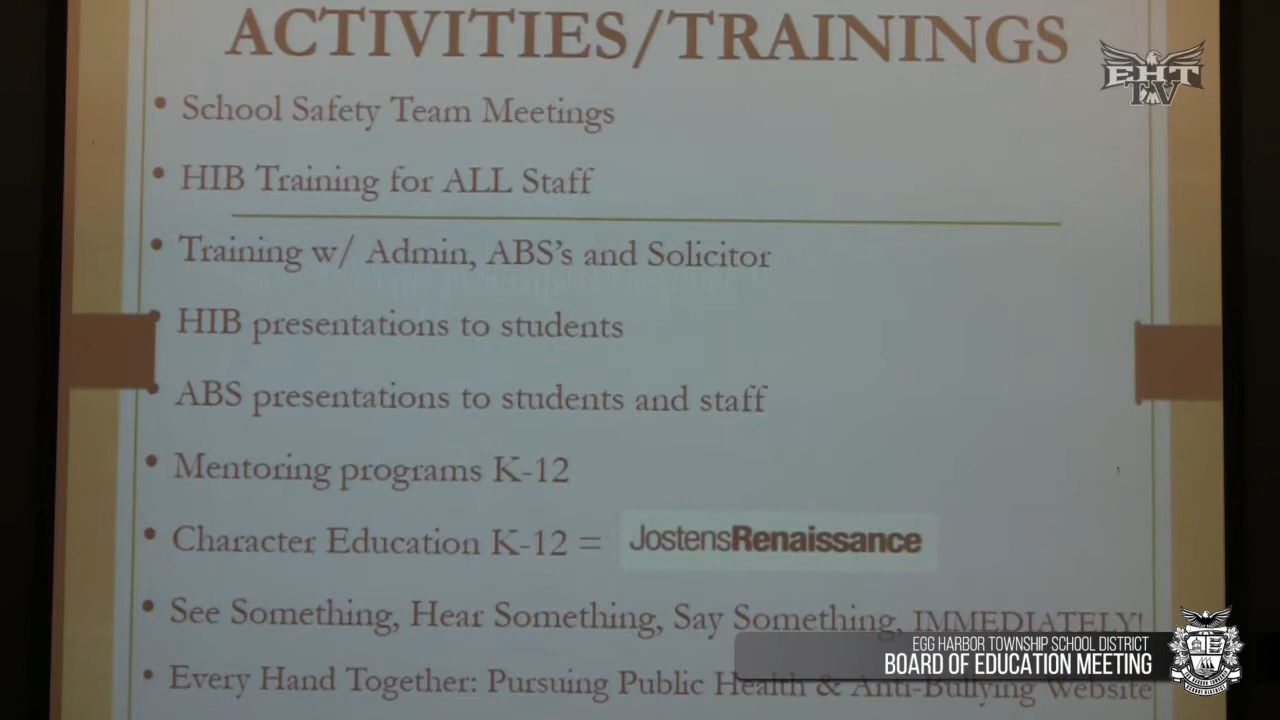 ACTIVITIES/TRAININGS
EHT
TV
• School Safety Team Meetings
• HIB Training for ALL Staff
• Training w/ Admin, ABS's and Solicitor
• HIB presentations to students
• ABS presentations to students and staff
• Mentoring programs K-12
• Character Education K-12 = JostensRenaissance
• See Something, Hear Something, Say Something, IMMEDIATELY!
EGG HARBOR TOWNSHIP SCHOOL DISTRICT
BOARD OF EDUCATION MEETING
• Every Hand Together: Pursuing Public Health & Anti-Bullying Website